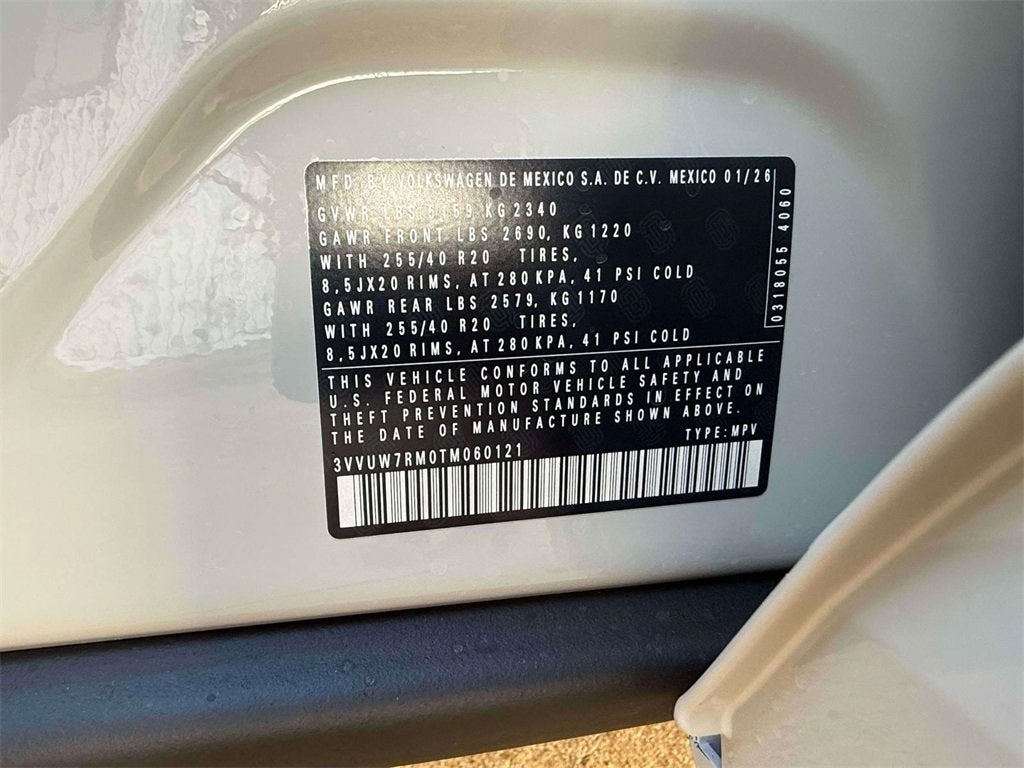 MFD BY VOLKSWAGEN DE MEXICO S.A. DE C.V. MEXICO 01/26
GVWR LBS 5159 KG 2340
GAWR FRONT LBS 2690, KG 1220
WITH 255/40 R20 TIRES,
8,5JX20 RIMS, AT 280 KPA, 41 PSI COLD
GAWR REAR LBS 2579, KG 1170
WITH 255/40 R20 TIRES,
8,5JX20 RIMS, AT 280 KPA, 41 PSI COLD
0318055 4060
THIS VEHICLE CONFORMS TO ALL APPLICABLE
U.S. FEDERAL MOTOR VEHICLE SAFETY AND
THEFT PREVENTION STANDARDS IN EFFECT ON
THE DATE OF MANUFACTURE SHOWN ABOVE.
TYPE: MPV
3VVUW7RM0TM060121